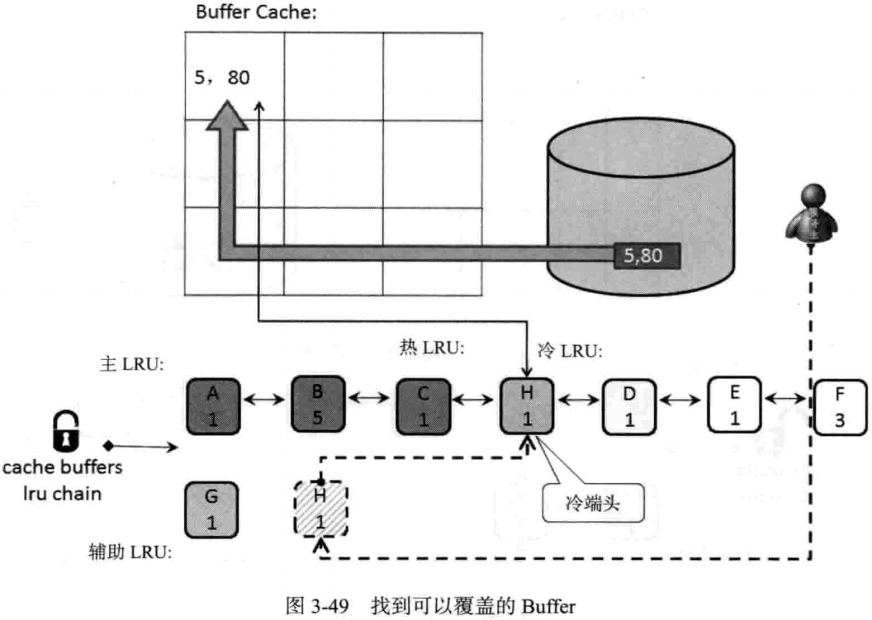 Buffer Cache:
5，80
5,80
热 LRU:
冷 LRU:
主 LRU:
A
1
B
5
C
1
H
1
D
1
E
1
F
3
cache buffers
lru chain
G
1
H
1
冷端头
辅助 LRU:
图 3-49 找到可以覆盖的 Buffer